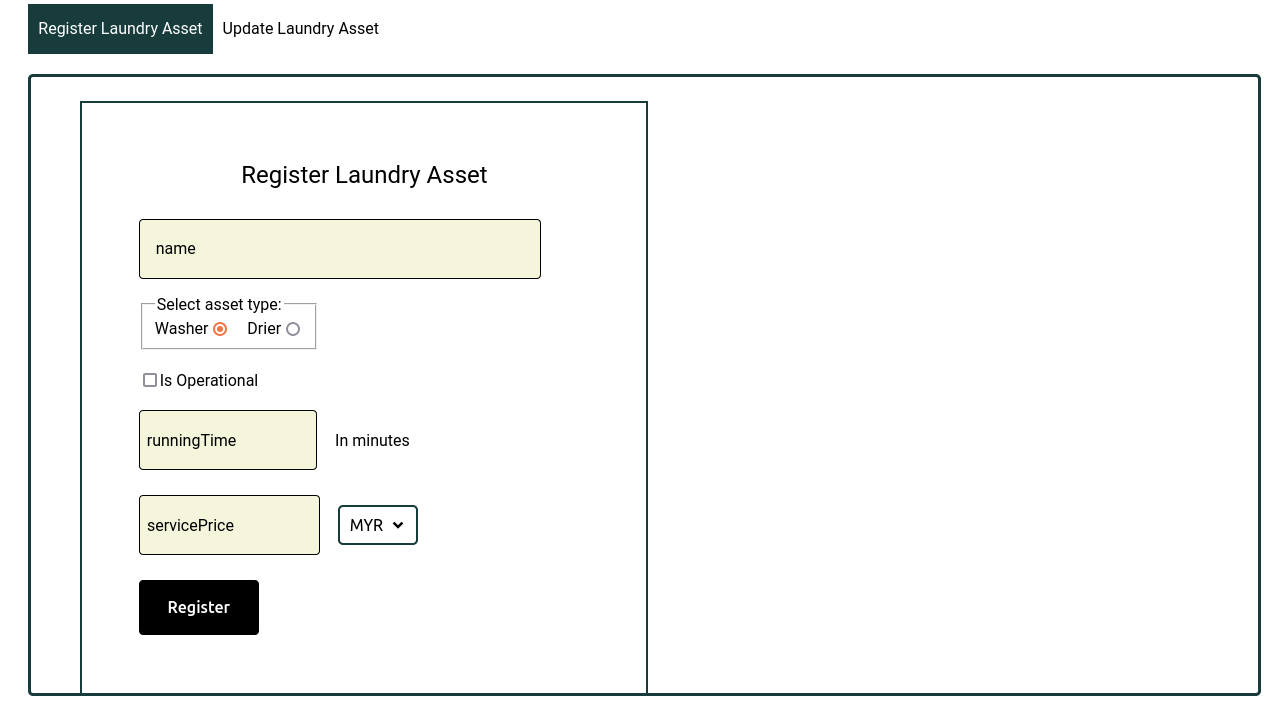 Register Laundry Asset Update Laundry Asset
Register Laundry Asset
name
Select asset type:
Washer Drier
Is Operational
runningTime In minutes
servicePrice MYR
Register